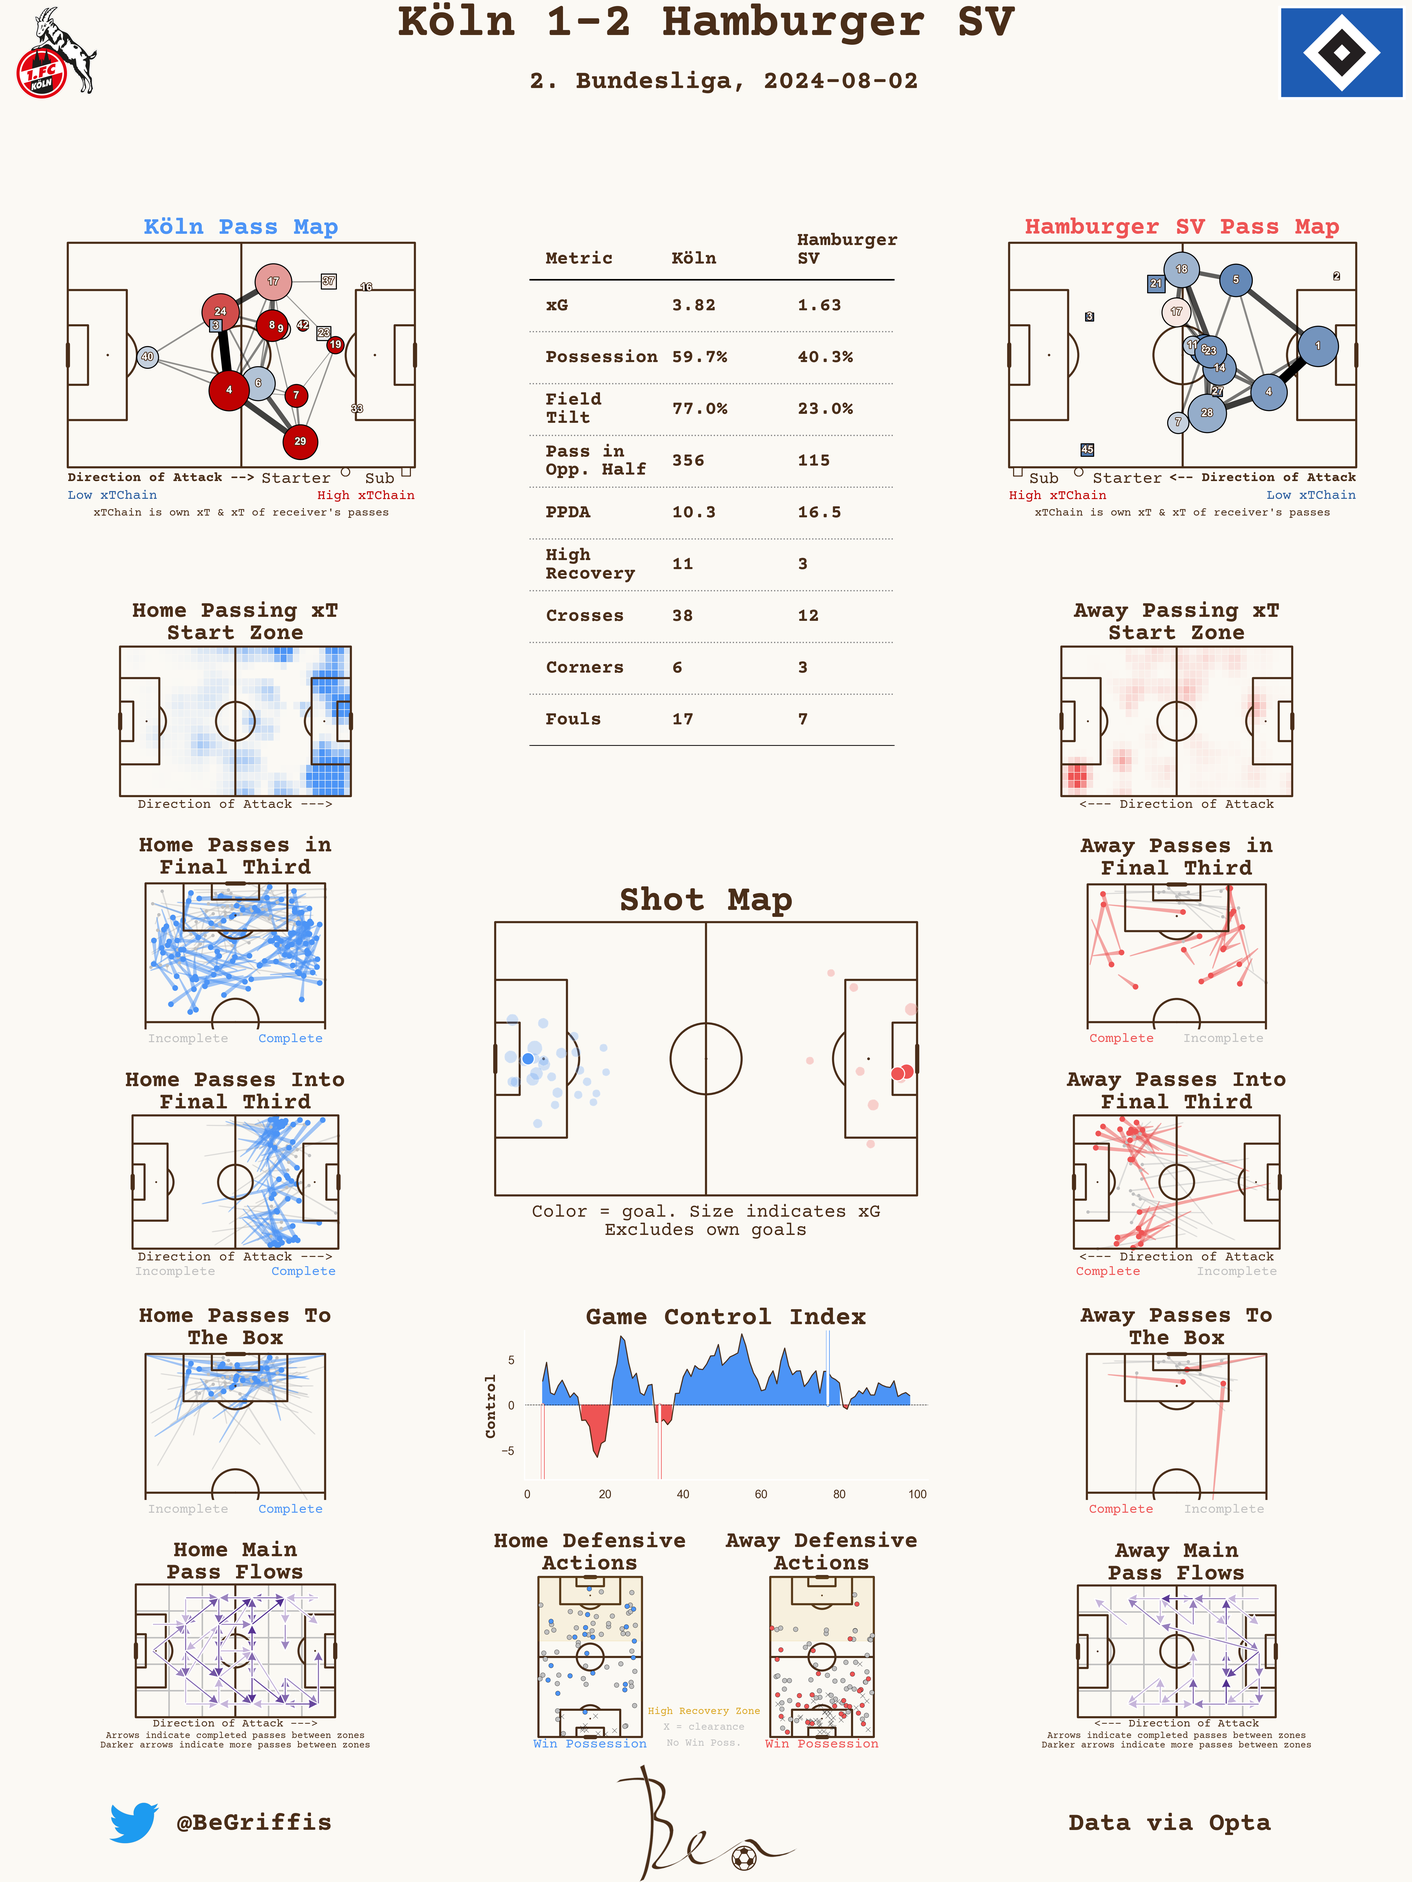 Köln 1-2 Hamburger SV
2. Bundesliga, 2024-08-02
1.FC
KÖLN
Köln Pass Map
17
37
16
24
3
8
9
42
23
19
40
4
6
7
33
29
Direction of Attack --> Starter Sub
Low xTChain High xTChain
xTChain is own xT & xT of receiver's passes
Metric Köln Hamburger SV
xG 3.82 1.63
Possession 59.7% 40.3%
Field Tilt 77.0% 23.0%
Pass in Opp. Half 356 115
PPDA 10.3 16.5
High Recovery 11 3
Crosses 38 12
Corners 6 3
Fouls 17 7
Hamburger SV Pass Map
18
21
5
2
17
3
11
8
23
1
14
27
4
28
7
45
Sub Starter <-- Direction of Attack
High xTChain Low xTChain
xTChain is own xT & xT of receiver's passes
Home Passing xT
Start Zone
Direction of Attack --->
Away Passing xT
Start Zone
<--- Direction of Attack
Home Passes in
Final Third
Incomplete Complete
Away Passes in
Final Third
Complete Incomplete
Shot Map
Color = goal. Size indicates xG
Excludes own goals
Home Passes Into
Final Third
Direction of Attack --->
Incomplete Complete
Away Passes Into
Final Third
<--- Direction of Attack
Complete Incomplete
Home Passes To
The Box
Incomplete Complete
Game Control Index
Control
5
0
−5
0 20 40 60 80 100
Away Passes To
The Box
Complete Incomplete
Home Main
Pass Flows
Direction of Attack --->
Arrows indicate completed passes between zones
Darker arrows indicate more passes between zones
Home Defensive
Actions
Win Possession
High Recovery Zone
X = clearance
No Win Poss.
Away Defensive
Actions
Win Possession
Away Main
Pass Flows
<--- Direction of Attack
Arrows indicate completed passes between zones
Darker arrows indicate more passes between zones
@BeGriffis
Ben
Data via Opta